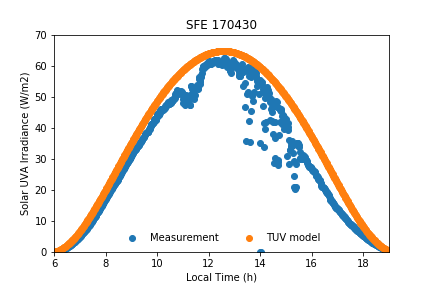 SFE 170430
70
60
50
40
30
20
10
0
Solar UVA Irradiance (W/m2)
Measurement TUV model
6 8 10 12 14 16 18
Local Time (h)